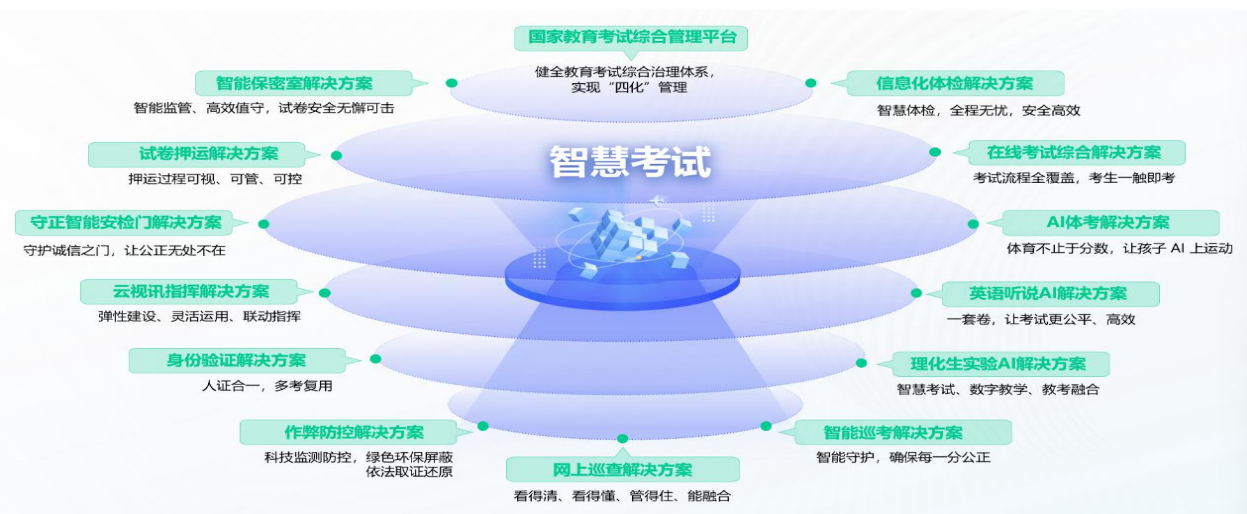 国家教育考试综合管理平台
健全教育考试综合治理体系，
实现“四化”管理
智能保密室解决方案
智能监管、高效值守，试卷安全无懈可击
信息化体检解决方案
智慧体检，全程无忧，安全高效
智慧考试
试卷押运解决方案
押运过程可视、可管、可控
在线考试综合解决方案
考试流程全覆盖，考生一触即考
守正智能安检门解决方案
守护诚信之门，让公正无处不在
AI体考解决方案
体育不止于分数，让孩子 AI 上运动
云视讯指挥解决方案
弹性建设、灵活运用、联动指挥
英语听说AI解决方案
一套卷，让考试更公平、高效
身份验证解决方案
人证合一，多考复用
理化生实验AI解决方案
智慧考试、数字教学、教考融合
作弊防控解决方案
科技监测防控，绿色环保屏蔽
依法取证还原
智能巡考解决方案
智能守护，确保每一分公正
网上巡查解决方案
看得清、看得懂、管得住、能融合